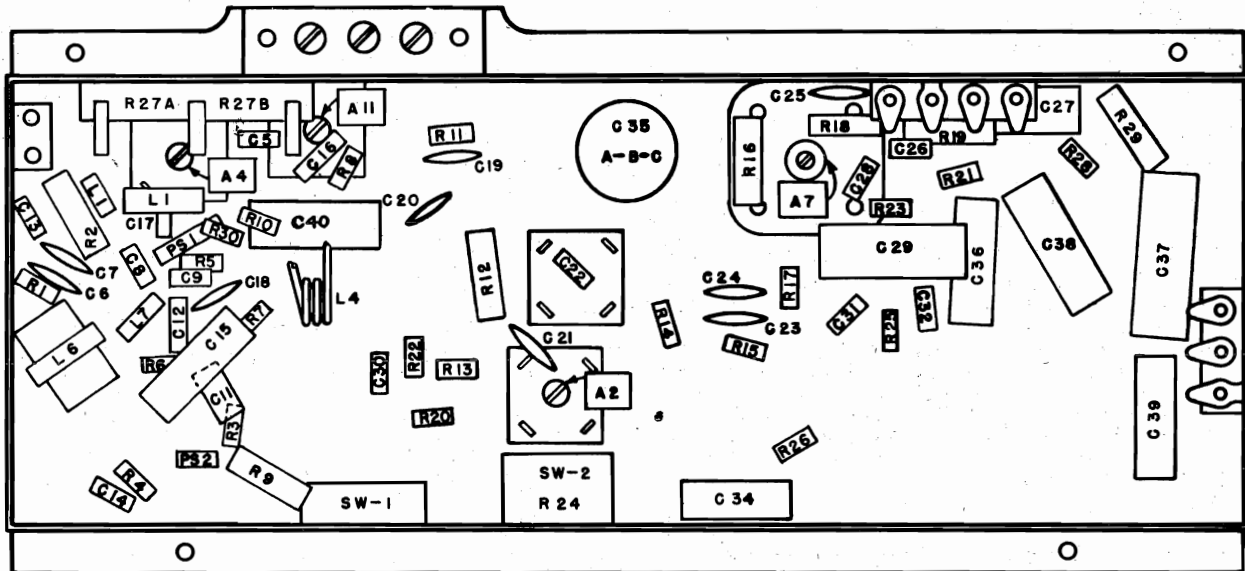 R27A R27B
A11
C5
C16
R8
R11
C19
C35
A-B-C
C25
R18
R19
C27
R29
R16
C26
C28
R21
R28
A4
A7
R23
L1
L1
C13
R2
C17
R10
C40
C20
R30
PS1
C7
C8
R5
C9
R1
C6
C18
L4
R12
C22
C24
R17
C29
C36
C38
C37
L7
C12
R7
C15
L6
R6
C23
R14
R15
C31
R25
C32
C21
C30
R22
R13
A2
C11
R3
R20
C39
R26
PS2
R9
R4
C14
SW-1
SW-2
R24
C34